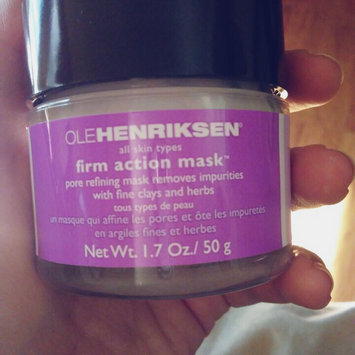 OLEHENRIKSEN®
all skin types
firm action mask™
pore refining mask removes impurities
with fine clays and herbs
tous types de peau
un masque qui affine les pores et ôte les impuretés
en argiles fines et herbes
Net Wt. 1.7 Oz./ 50 g